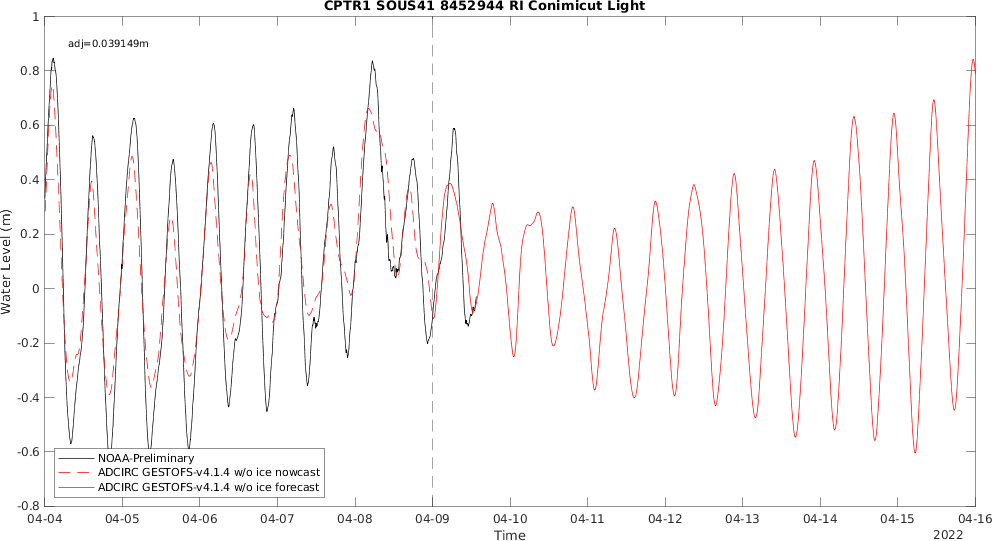 CPTR1 SOUS41 8452944 RI Conimicut Light
1
adj=0.039149m
0.8
0.6
0.4
0.2
0
-0.2
-0.4
-0.6
-0.8
Water Level (m)
NOAA-Preliminary
ADCIRC GESTOFS-v4.1.4 w/o ice nowcast
ADCIRC GESTOFS-v4.1.4 w/o ice forecast
04-04 04-05 04-06 04-07 04-08 04-09 04-10 04-11 04-12 04-13 04-14 04-15 04-16
Time
2022